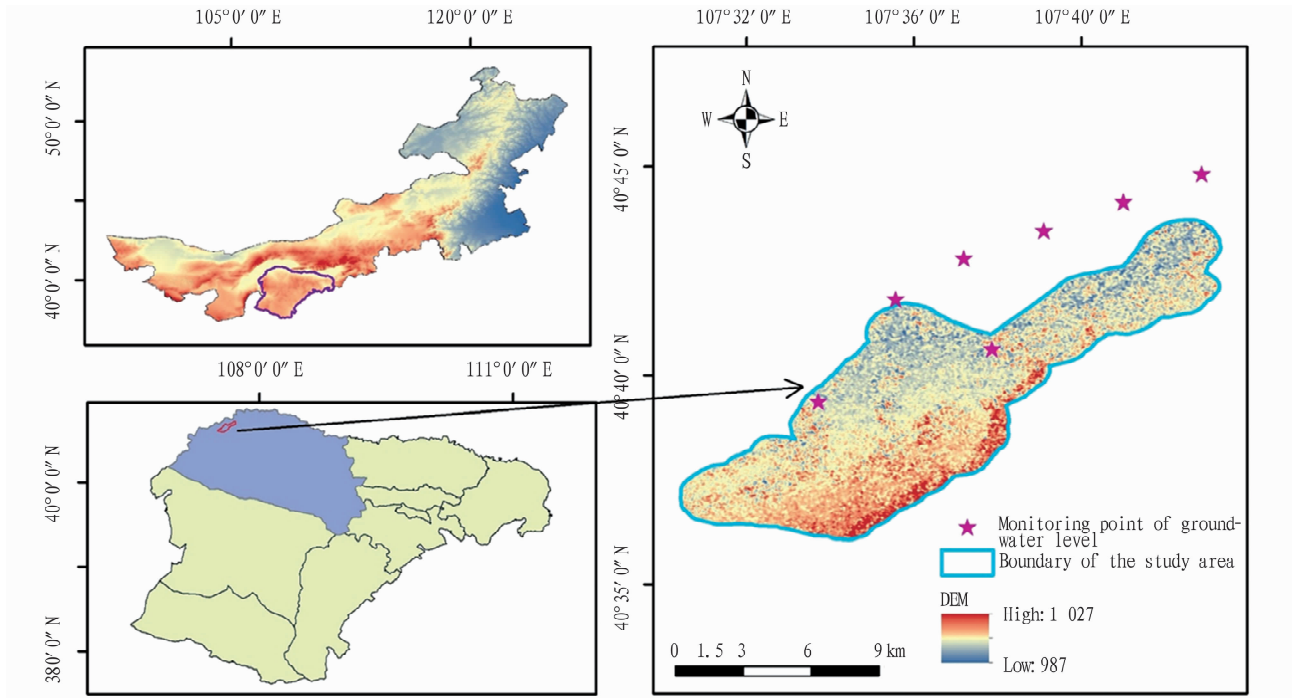 105°0′0″E 120°0′0″E
50°0′0″N
40°0′0″N
108°0′0″E 111°0′0″E
40°0′0″N
380′0″N
107°32′0″E 107°36′0″E 107°40′0″E
40°45′0″N
40°40′0″N
40°35′0″N
N
W E
S
Monitoring point of ground-
water level
Boundary of the study area
DEM
High:1 027
Low:987
0 1.5 3 6 9 km